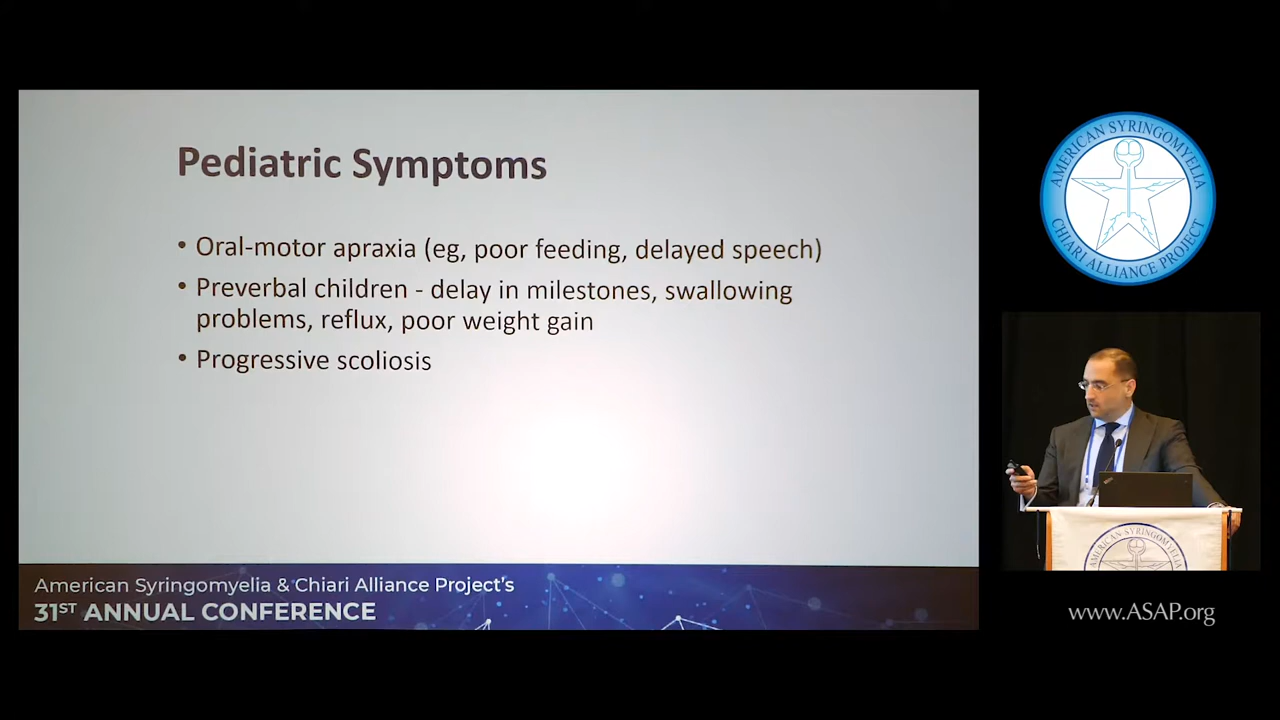 Pediatric Symptoms
• Oral-motor apraxia (eg, poor feeding, delayed speech)
• Preverbal children - delay in milestones, swallowing
problems, reflux, poor weight gain
• Progressive scoliosis
American Syringomyelia & Chiari Alliance Project's
31ST ANNUAL CONFERENCE
AMERICAN SYRINGOMYELIA
CHIARI ALLIANCE PROJECT
AMERICAN SYRINGOMYELIA
www.ASAP.org